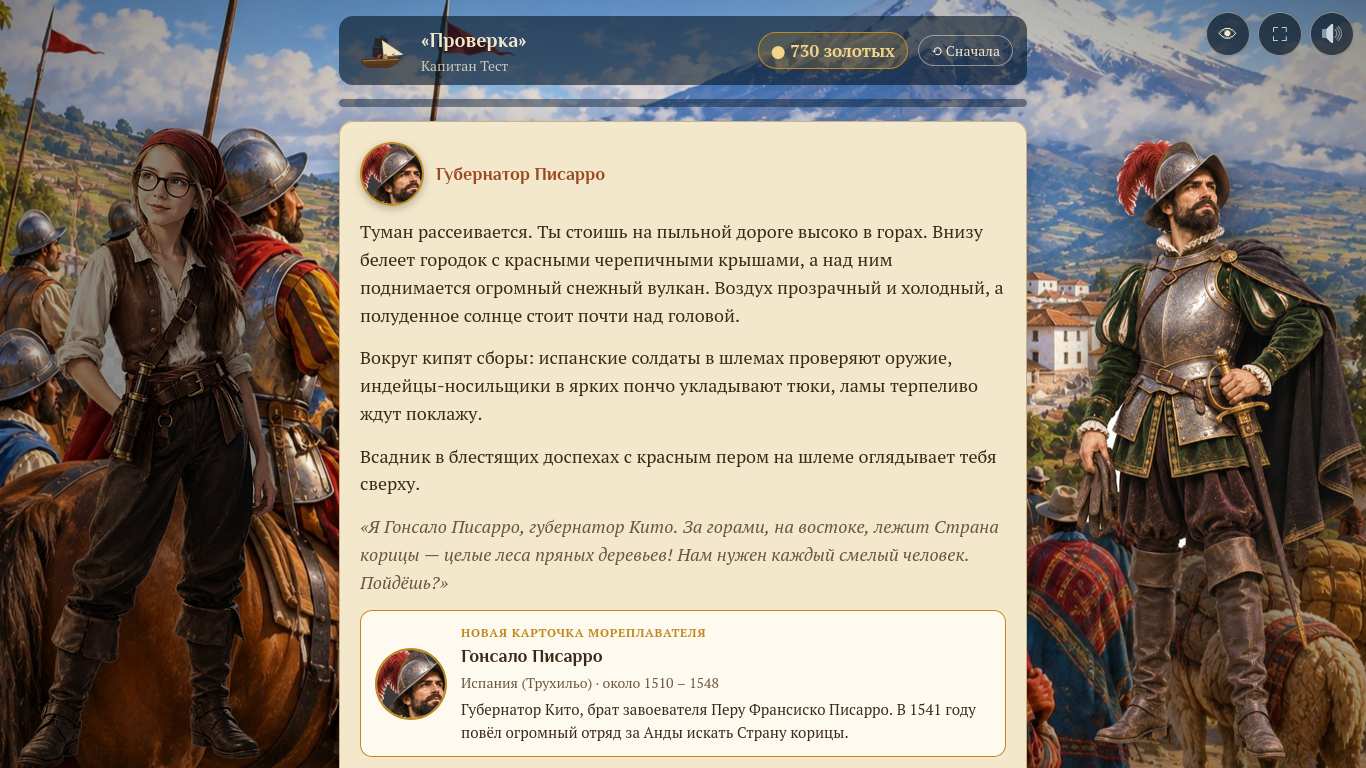 «Проверка»
Капитан Тест
730 золотых
⟲ Сначала
Губернатор Писарро
Туман рассеивается. Ты стоишь на пыльной дороге высоко в горах. Внизу
белеет городок с красными черепичными крышами, а над ним
поднимается огромный снежный вулкан. Воздух прозрачный и холодный, а
полуденное солнце стоит почти над головой.
Вокруг кипят сборы: испанские солдаты в шлемах проверяют оружие,
индейцы-носильщики в ярких пончо укладывают тюки, ламы терпеливо
ждут поклажу.
Всадник в блестящих доспехах с красным пером на шлеме оглядывает тебя
сверху.
«Я Гонсало Писарро, губернатор Кито. За горами, на востоке, лежит Страна
корицы — целые леса пряных деревьев! Нам нужен каждый смелый человек.
Пойдёшь?»
НОВАЯ КАРТОЧКА МОРЕПЛАВАТЕЛЯ
Гонсало Писарро
Испания (Трухильо) · около 1510 – 1548
Губернатор Кито, брат завоевателя Перу Франсиско Писарро. В 1541 году
повёл огромный отряд за Анды искать Страну корицы.